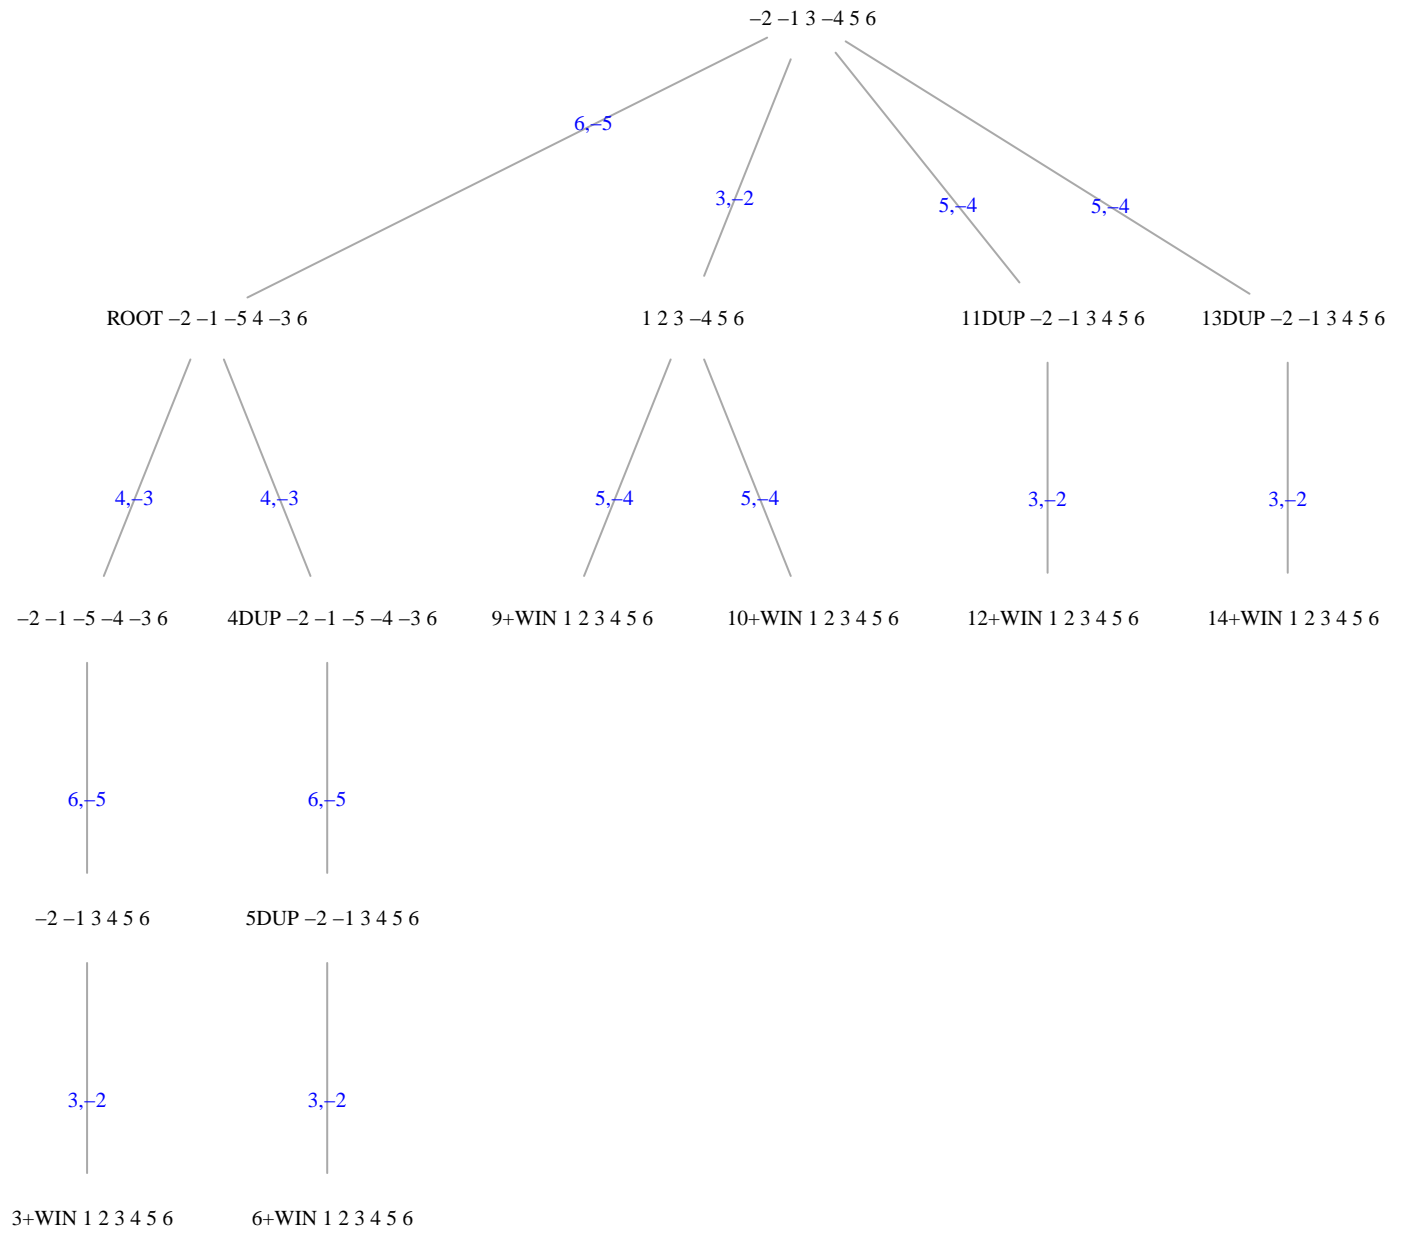 −2 −1 3 −4 5 6
6,−5
3,−2
5,−4
5,−4
ROOT −2 −1 −5 4 −3 6
1 2 3 −4 5 6
11DUP −2 −1 3 4 5 6
13DUP −2 −1 3 4 5 6
4,−3
4,−3
5,−4
5,−4
3,−2
3,−2
−2 −1 −5 −4 −3 6
4DUP −2 −1 −5 −4 −3 6
9+WIN 1 2 3 4 5 6
10+WIN 1 2 3 4 5 6
12+WIN 1 2 3 4 5 6
14+WIN 1 2 3 4 5 6
6,−5
6,−5
−2 −1 3 4 5 6
5DUP −2 −1 3 4 5 6
3,−2
3,−2
3+WIN 1 2 3 4 5 6
6+WIN 1 2 3 4 5 6